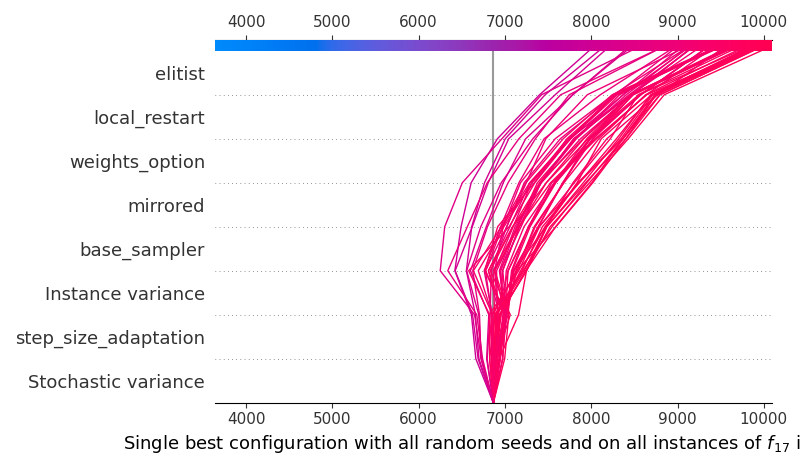 4000 5000 6000 7000 8000 9000 10000
elitist
local_restart
weights_option
mirrored
base_sampler
Instance variance
step_size_adaptation
Stochastic variance
4000 5000 6000 7000 8000 9000 10000
Single best configuration with all random seeds and on all instances of f₁₇ i